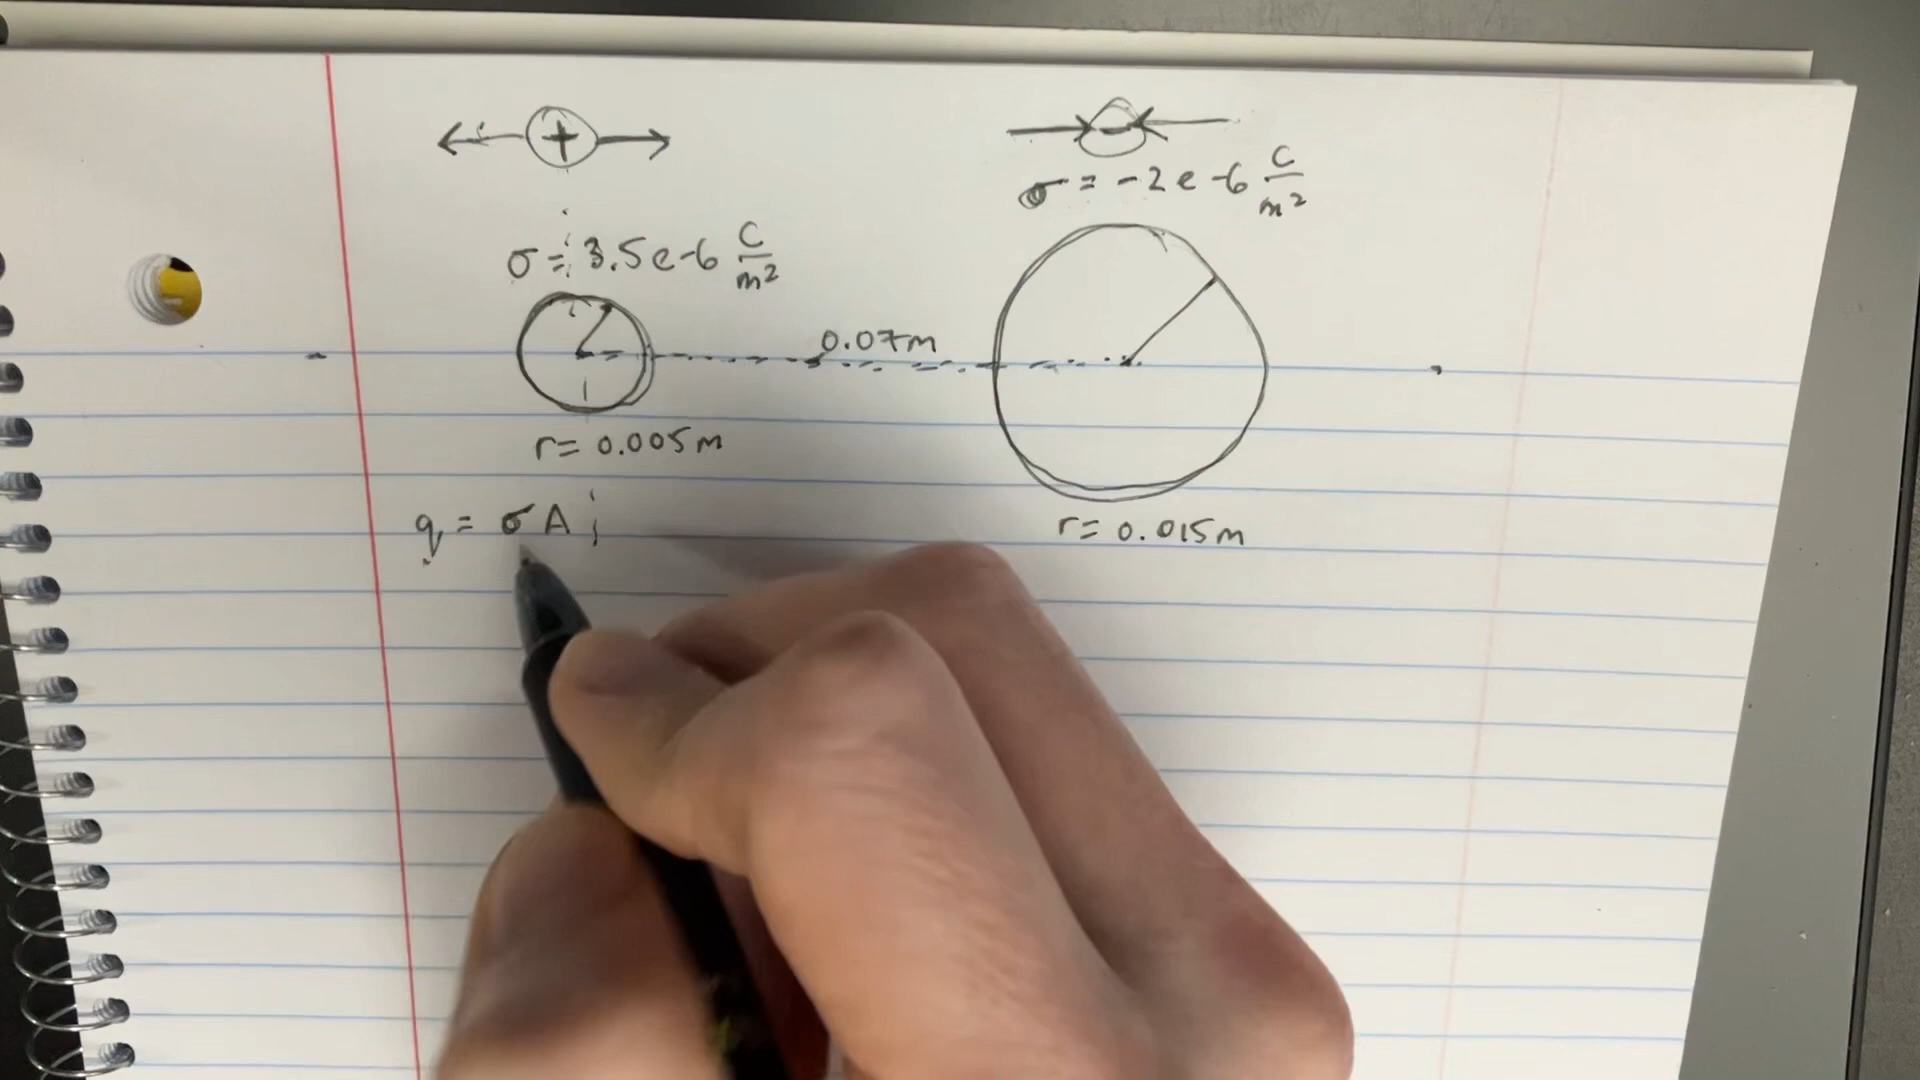 +
-
σ = -2e-6 C/m²
σ = 3.5e-6 C/m²
0.07m
r = 0.005m
q = σA
r = 0.015m